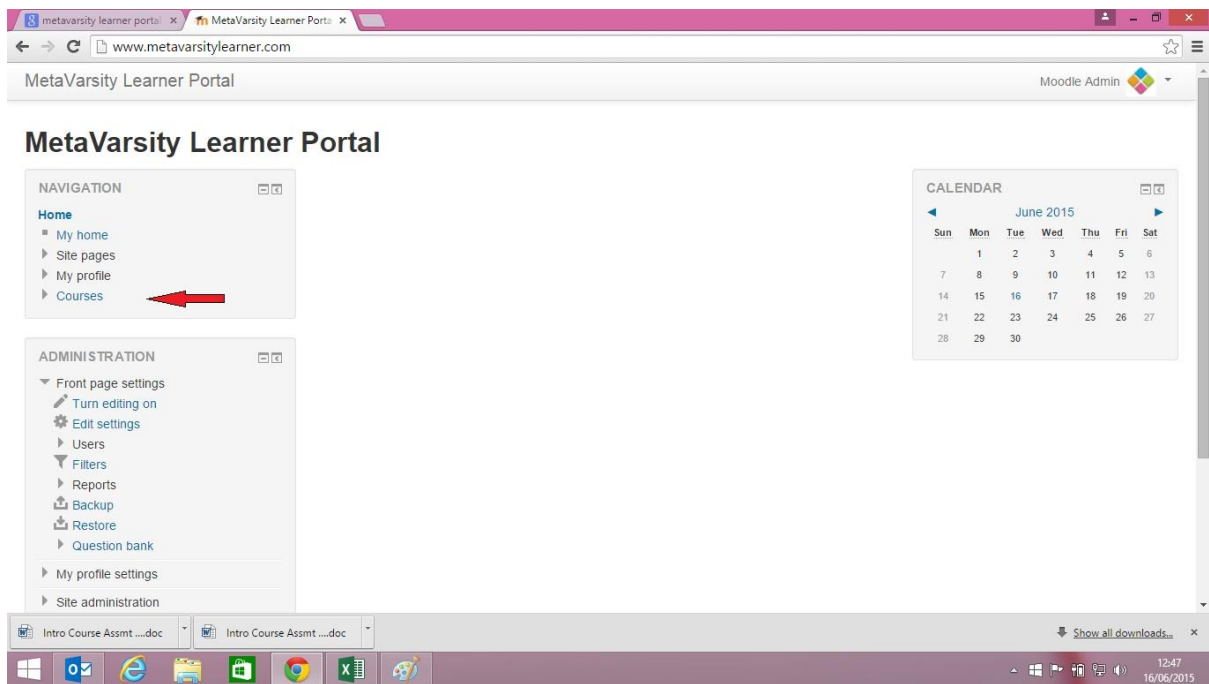 metavarsity learner portal
MetaVarsity Learner Porta
www.metavarsitylearner.com
MetaVarsity Learner Portal
Moodle Admin
MetaVarsity Learner Portal
NAVIGATION
Home
My home
Site pages
My profile
Courses
ADMINISTRATION
Front page settings
Turn editing on
Edit settings
Users
Filters
Reports
Backup
Restore
Question bank
My profile settings
Site administration
CALENDAR
June 2015
Sun Mon Tue Wed Thu Fri Sat
1 2 3 4 5 6
7 8 9 10 11 12 13
14 15 16 17 18 19 20
21 22 23 24 25 26 27
28 29 30
Intro Course Assmt ....doc
Intro Course Assmt ....doc
Show all downloads...
12:47
16/06/2015